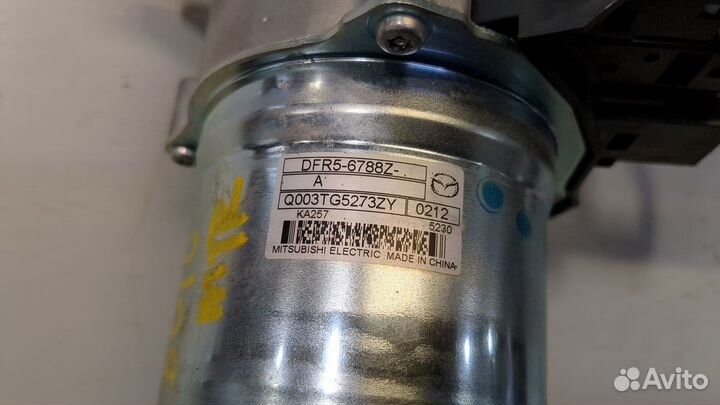 DFR5-6788Z-.
A
Q003TG5273ZY 0212
KA257 5230
MITSUBISHI ELECTRIC MADE IN CHINA
Avito